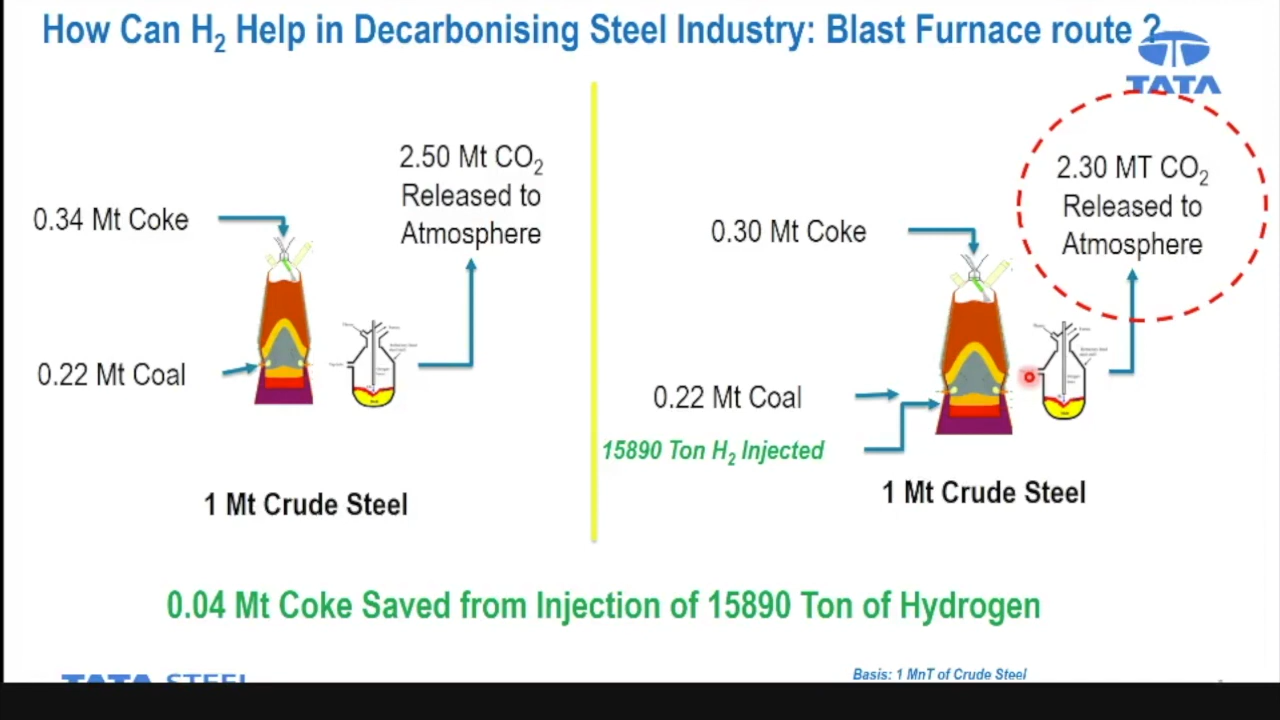 How Can H₂ Help in Decarbonising Steel Industry: Blast Furnace route ?
TATA
0.34 Mt Coke
2.50 Mt CO₂
Released to
Atmosphere
0.22 Mt Coal
1 Mt Crude Steel
0.30 Mt Coke
2.30 MT CO₂
Released to
Atmosphere
0.22 Mt Coal
15890 Ton H₂ Injected
1 Mt Crude Steel
0.04 Mt Coke Saved from Injection of 15890 Ton of Hydrogen
TATA STEEL
Basis: 1 MnT of Crude Steel